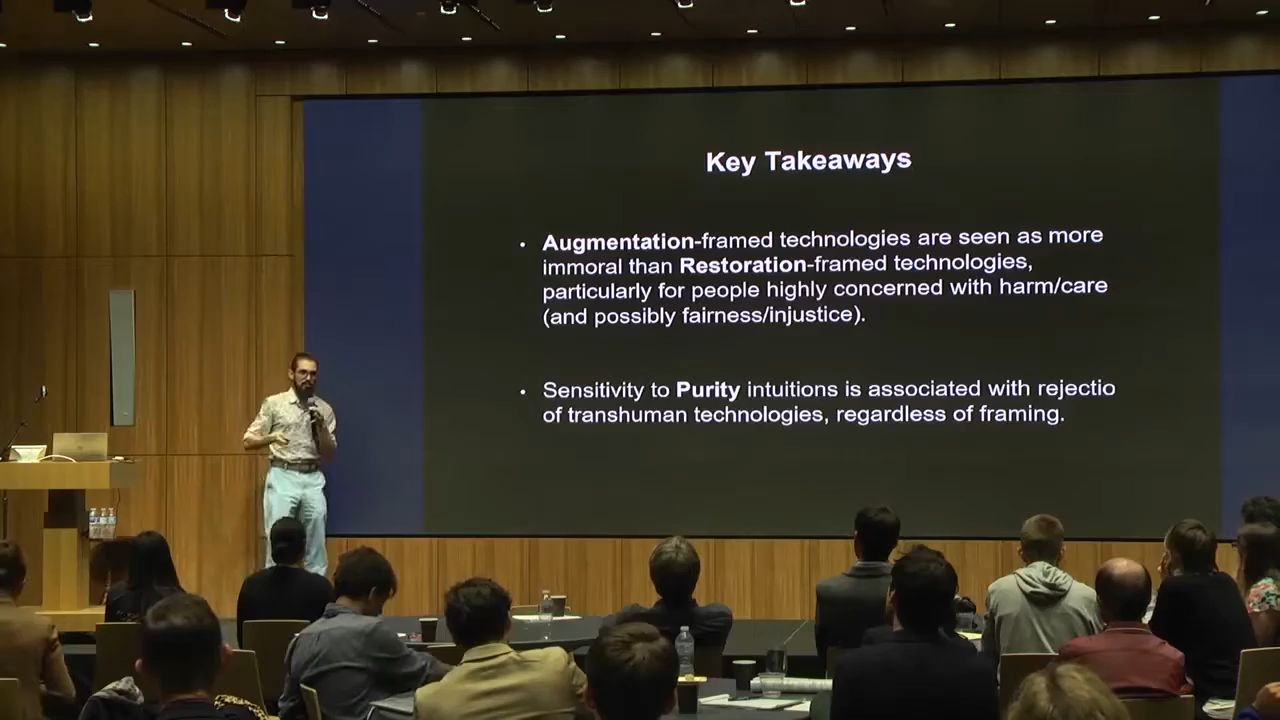 Key Takeaways
• Augmentation-framed technologies are seen as more
immoral than Restoration-framed technologies,
particularly for people highly concerned with harm/care
(and possibly fairness/injustice).
• Sensitivity to Purity intuitions is associated with rejectio
of transhuman technologies, regardless of framing.